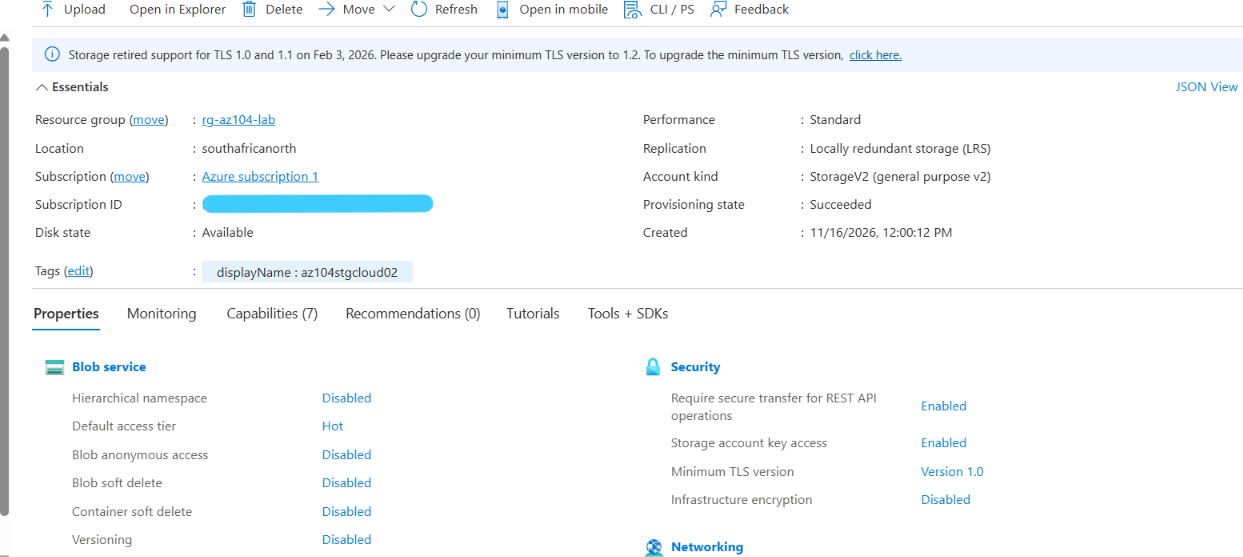 Upload Open in Explorer Delete Move Refresh Open in mobile CLI / PS Feedback
Storage retired support for TLS 1.0 and 1.1 on Feb 3, 2026. Please upgrade your minimum TLS version to 1.2. To upgrade the minimum TLS version, click here.
Essentials JSON View
Resource group (move) : rg-az104-lab
Location : southafricanorth
Subscription (move) : Azure subscription 1
Subscription ID :
Disk state : Available
Tags (edit) : displayName : az104stgcloud02
Performance : Standard
Replication : Locally redundant storage (LRS)
Account kind : StorageV2 (general purpose v2)
Provisioning state : Succeeded
Created : 11/16/2026, 12:00:12 PM
Properties Monitoring Capabilities (7) Recommendations (0) Tutorials Tools + SDKs
Blob service
Hierarchical namespace Disabled
Default access tier Hot
Blob anonymous access Disabled
Blob soft delete Disabled
Container soft delete Disabled
Versioning Disabled
Security
Require secure transfer for REST API
operations Enabled
Storage account key access Enabled
Minimum TLS version Version 1.0
Infrastructure encryption Disabled
Networking